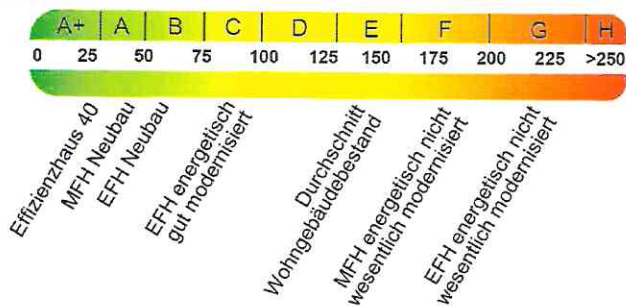 A+ A B C D E F G H
0 25 50 75 100 125 150 175 200 225 >250
Effizienzhaus 40
MFH Neubau
EFH Neubau
EFH energetisch
gut modernisiert
Durchschnitt
Wohngebäudebestand
MFH energetisch nicht
wesentlich modernisiert
EFH energetisch nicht
wesentlich modernisiert